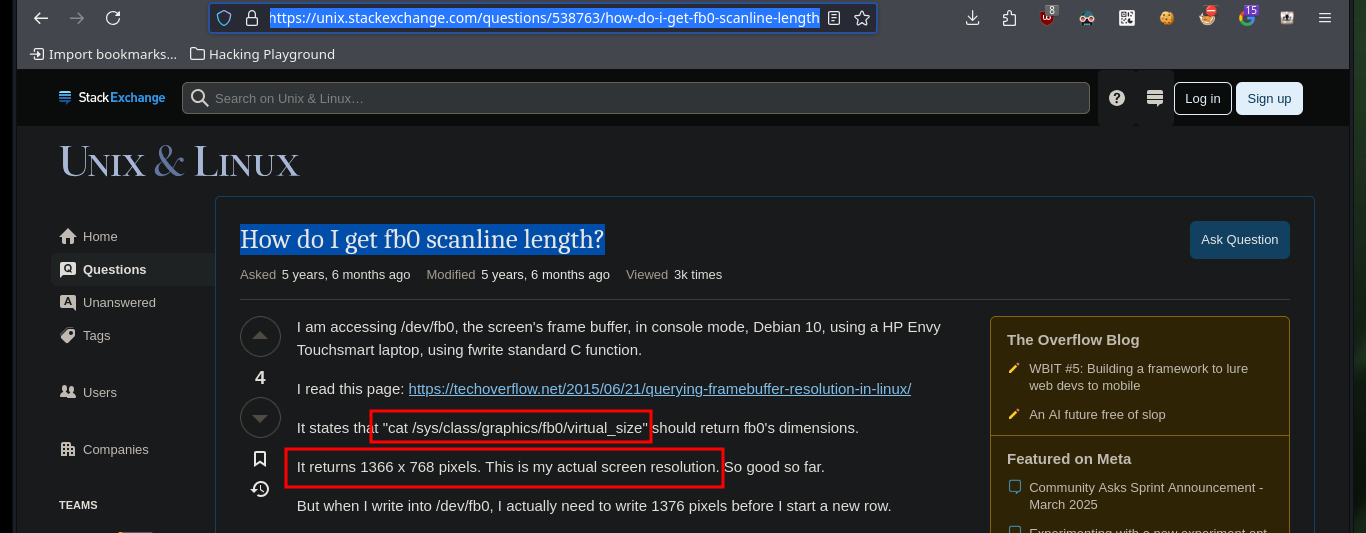 https://unix.stackexchange.com/questions/538763/how-do-i-get-fb0-scanline-length
8
15
Import bookmarks...
Hacking Playground
StackExchange
Search on Unix & Linux…
Log in
Sign up
UNIX & LINUX
Home
Questions
Unanswered
Tags
Users
Companies
TEAMS
How do I get fb0 scanline length?
Ask Question
Asked 5 years, 6 months ago Modified 5 years, 6 months ago Viewed 3k times
4
I am accessing /dev/fb0, the screen's frame buffer, in console mode, Debian 10, using a HP Envy
Touchsmart laptop, using fwrite standard C function.
I read this page: https://techoverflow.net/2015/06/21/querying-framebuffer-resolution-in-linux/
It states that "cat /sys/class/graphics/fb0/virtual_size" should return fb0's dimensions.
It returns 1366 x 768 pixels. This is my actual screen resolution. So good so far.
But when I write into /dev/fb0, I actually need to write 1376 pixels before I start a new row.
The Overflow Blog
WBIT #5: Building a framework to lure
web devs to mobile
An AI future free of slop
Featured on Meta
Community Asks Sprint Announcement -
March 2025
Experimenting with a new experiment opt-